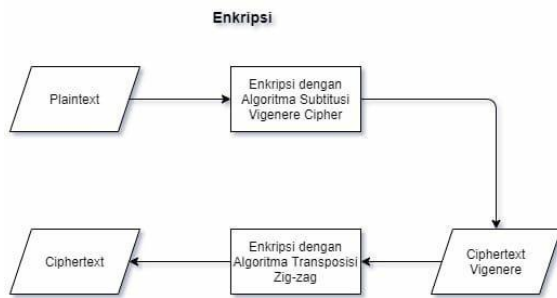 Enkripsi
Plaintext
Enkripsi dengan
Algoritma Subtitusi
Vigenere Cipher
Ciphertext
Vigenere
Enkripsi dengan
Algoritma Transposisi
Zig-zag
Ciphertext